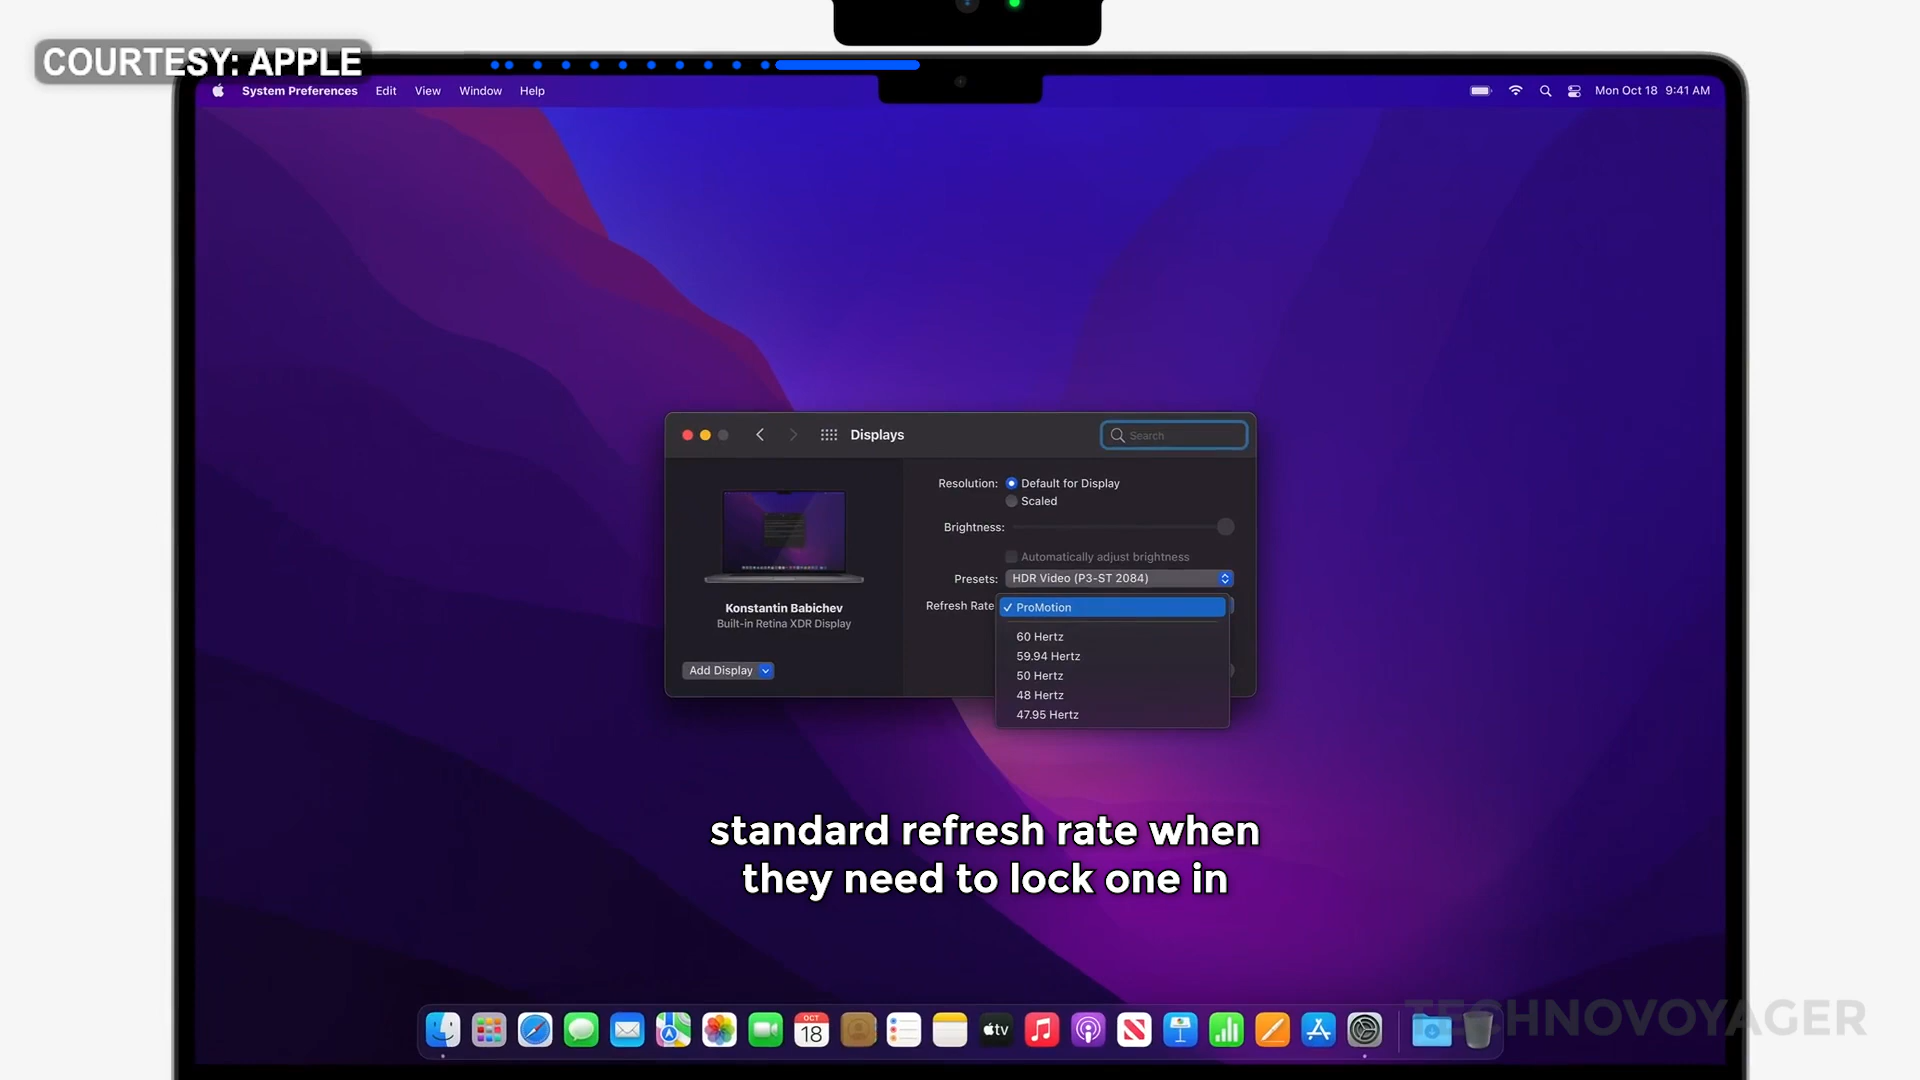 COURTESY: APPLE
System Preferences Edit View Window Help
Mon Oct 18 9:41 AM
Displays
Search
Resolution: Default for Display
Scaled
Brightness:
Automatically adjust brightness
Presets: HDR Video (P3-ST 2084)
Refresh Rate
✓ ProMotion
60 Hertz
59.94 Hertz
50 Hertz
48 Hertz
47.95 Hertz
Konstantin Babichev
Built-in Retina XDR Display
Add Display
standard refresh rate when
they need to lock one in
OCT
18
tv
TECHNOVOYAGER